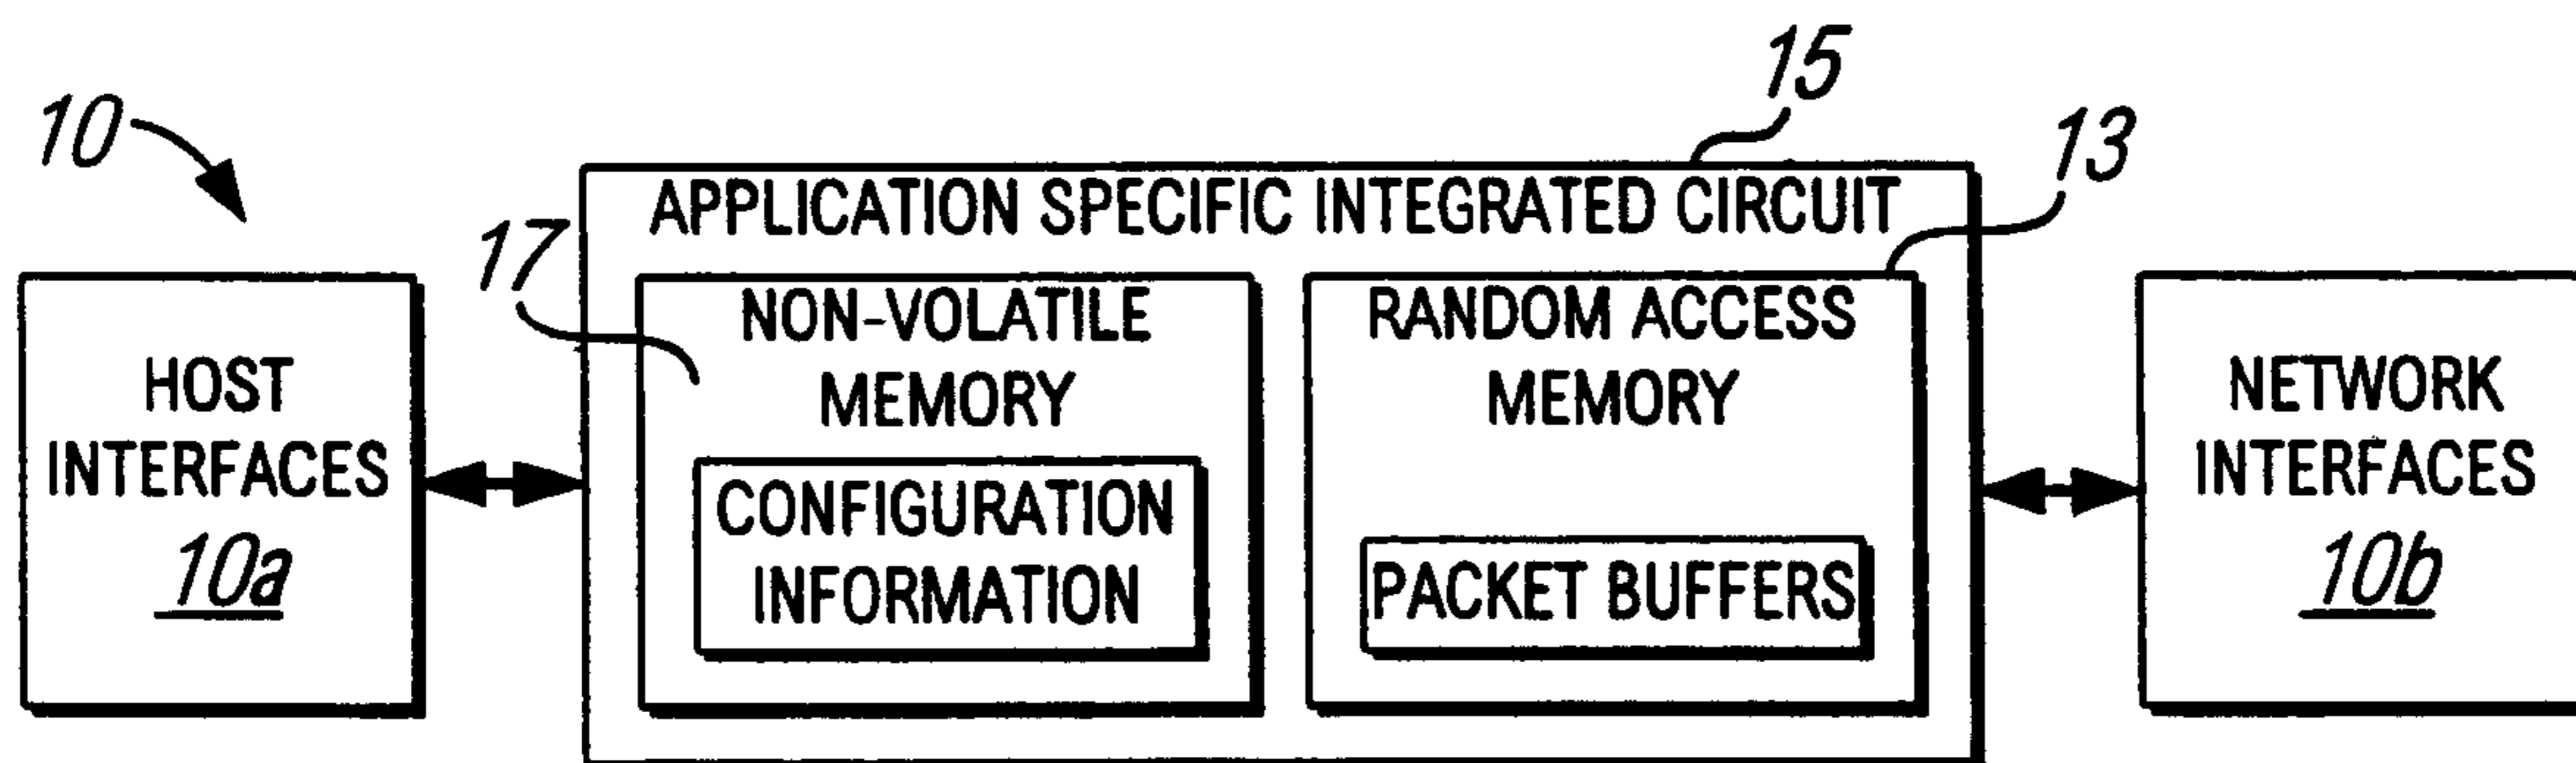 10
15
13
17
APPLICATION SPECIFIC INTEGRATED CIRCUIT
HOST
INTERFACES
10a
NON-VOLATILE
MEMORY
CONFIGURATION
INFORMATION
RANDOM ACCESS
MEMORY
PACKET BUFFERS
NETWORK
INTERFACES
10b